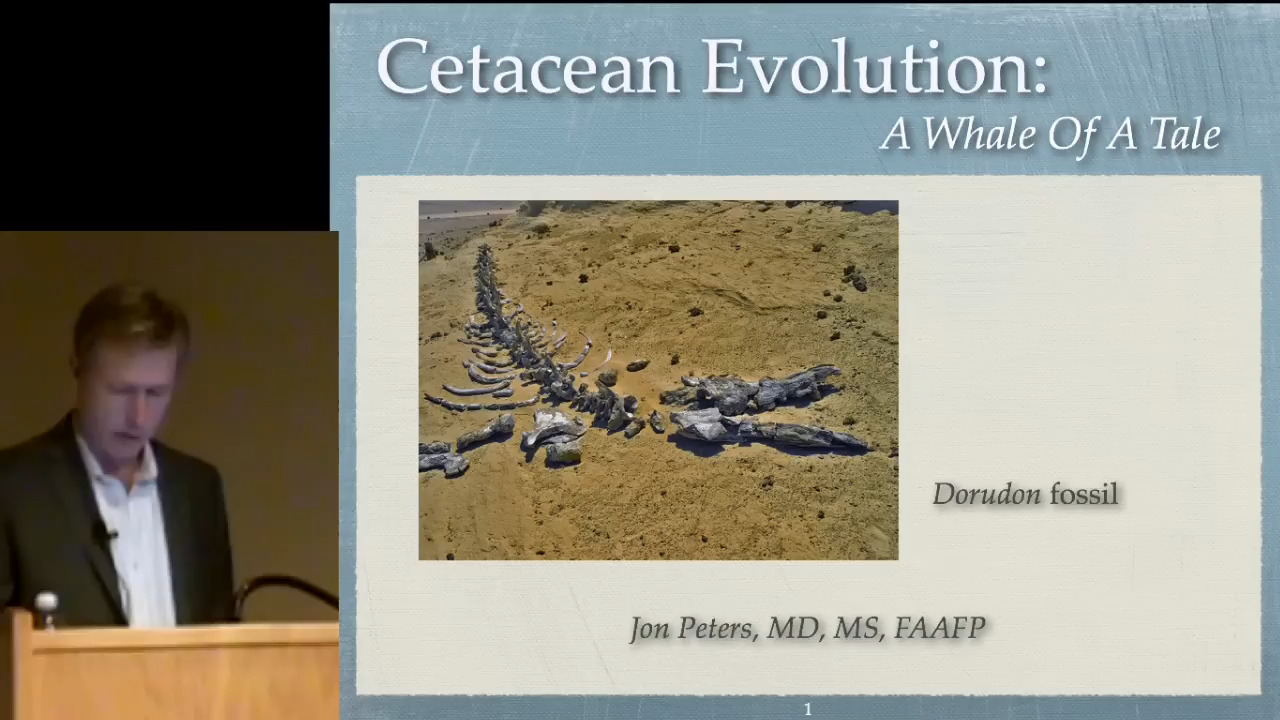 Cetacean Evolution:
A Whale Of A Tale
Dorudon fossil
Jon Peters, MD, MS, FAAFP
1